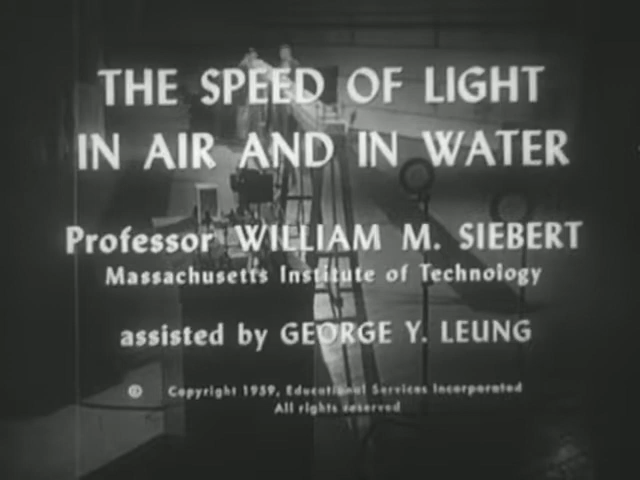 THE SPEED OF LIGHT
IN AIR AND IN WATER
Professor WILLIAM M. SIEBERT
Massachusetts Institute of Technology
assisted by GEORGE Y. LEUNG
© Copyright 1959, Educational Services Incorporated
All rights reserved